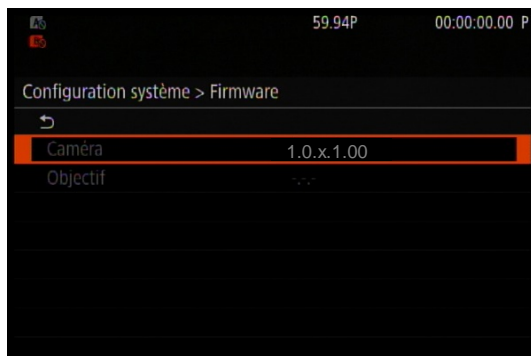 A
59.94P 00:00:00.00 P
B
Configuration système > Firmware
Caméra 1.0.x.1.00
Objectif -.-.-